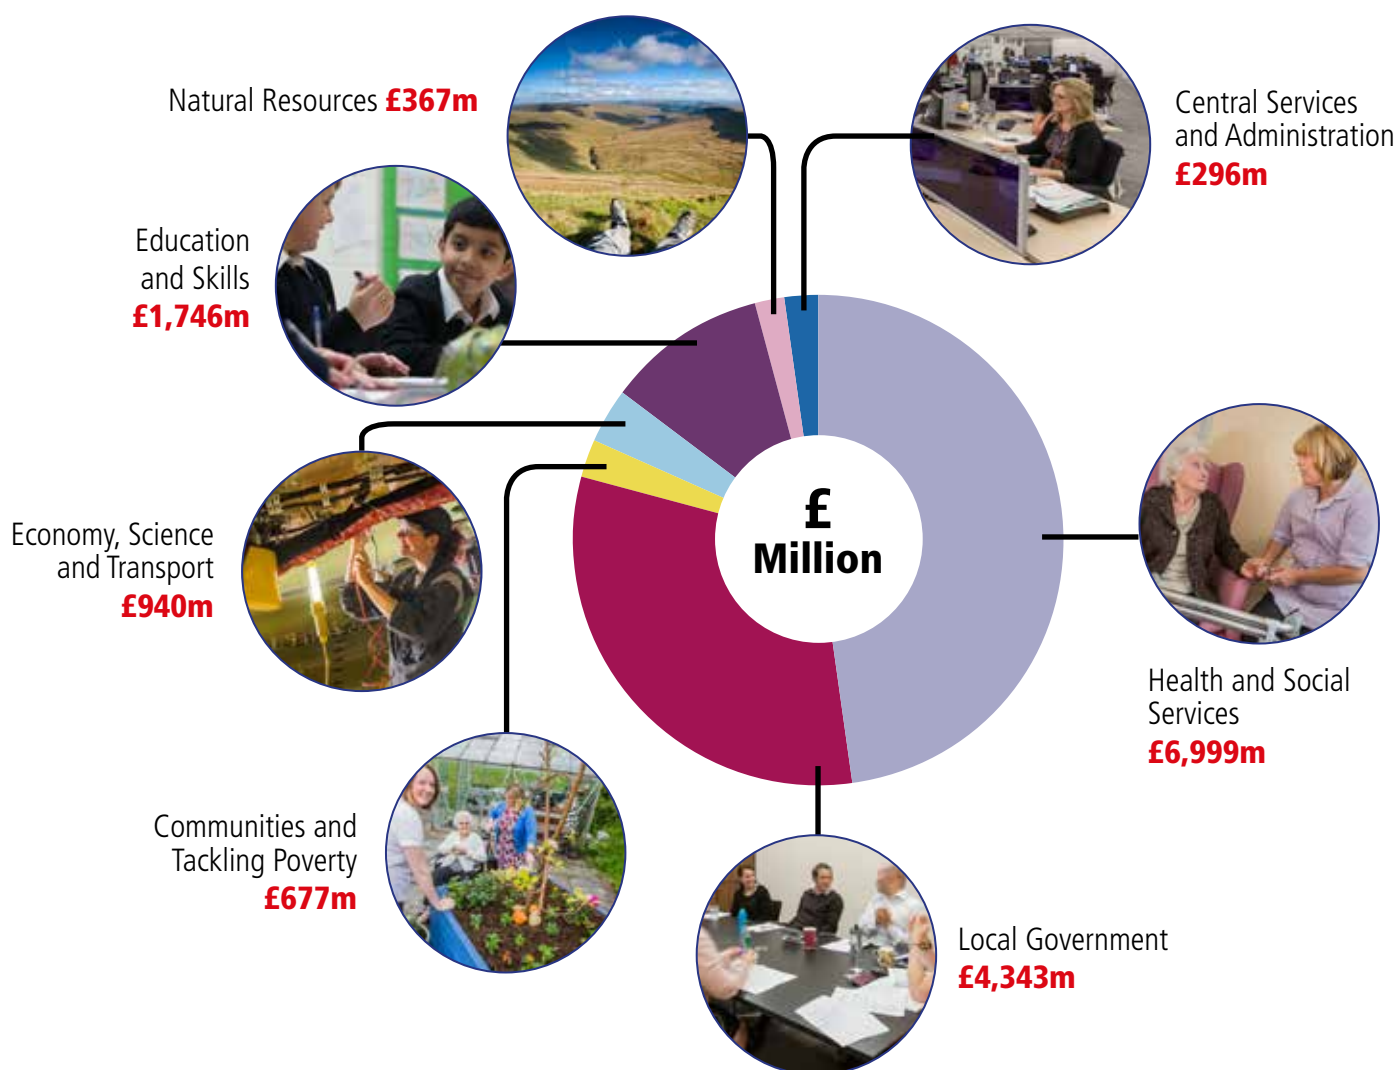 Natural Resources £367m
Central Services
and Administration
£296m
Education
and Skills
£1,746m
Economy, Science
and Transport
£940m
£
Million
Health and Social
Services
£6,999m
Communities and
Tackling Poverty
£677m
Local Government
£4,343m